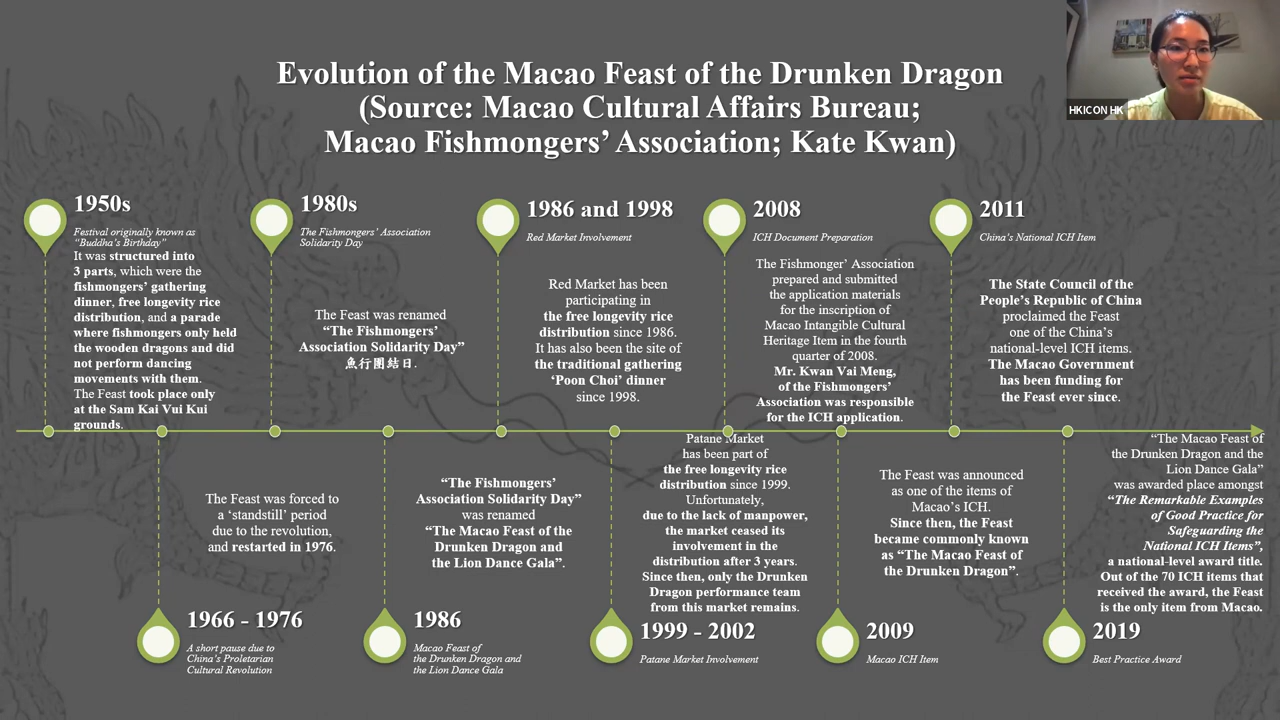 HKICON HK
Evolution of the Macao Feast of the Drunken Dragon
(Source: Macao Cultural Affairs Bureau;
Macao Fishmongers’ Association; Kate Kwan)
1950s
Festival originally known as
“Buddha’s Birthday”
It was structured into
3 parts, which were the
fishmongers’ gathering
dinner, free longevity rice
distribution, and a parade
where fishmongers only held
the wooden dragons and did
not perform dancing
movements with them.
The Feast took place only
at the Sam Kai Vui Kui
grounds.
1980s
The Fishmongers’ Association
Solidarity Day
The Feast was renamed
“The Fishmongers’
Association Solidarity Day”
魚行團結日.
1986 and 1998
Red Market Involvement
Red Market has been
participating in
the free longevity rice
distribution since 1986.
It has also been the site of
the traditional gathering
‘Poon Choi’ dinner
since 1998.
2008
ICH Document Preparation
The Fishmonger’ Association
prepared and submitted
the application materials
for the inscription of
Macao Intangible Cultural
Heritage Item in the fourth
quarter of 2008.
Mr. Kwan Vai Meng,
of the Fishmongers’
Association was responsible
for the ICH application.
2011
China’s National ICH Item
The State Council of the
People’s Republic of China
proclaimed the Feast
one of the China’s
national-level ICH items.
The Macao Government
has been funding for
the Feast ever since.
The Feast was forced to
a ‘standstill’ period
due to the revolution,
and restarted in 1976.
1966 - 1976
A short pause due to
China’s Proletarian
Cultural Revolution
“The Fishmongers’
Association Solidarity Day”
was renamed
“The Macao Feast of the
Drunken Dragon and
the Lion Dance Gala”.
1986
Macao Feast of
the Drunken Dragon and
the Lion Dance Gala
Patane Market
has been part of
the free longevity rice
distribution since 1999.
Unfortunately,
due to the lack of manpower,
the market ceased its
involvement in the
distribution after 3 years.
Since then, only the Drunken
Dragon performance team
from this market remains.
1999 - 2002
Patane Market Involvement
The Feast was announced
as one of the items of
Macao’s ICH.
Since then, the Feast
became commonly known
as “The Macao Feast of
the Drunken Dragon”.
2009
Macao ICH Item
“The Macao Feast of
the Drunken Dragon and the
Lion Dance Gala”
was awarded place amongst
“The Remarkable Examples
of Good Practice for
Safeguarding the
National ICH Items”,
a national-level award title.
Out of the 70 ICH items that
received the award, the Feast
is the only item from Macao.
2019
Best Practice Award